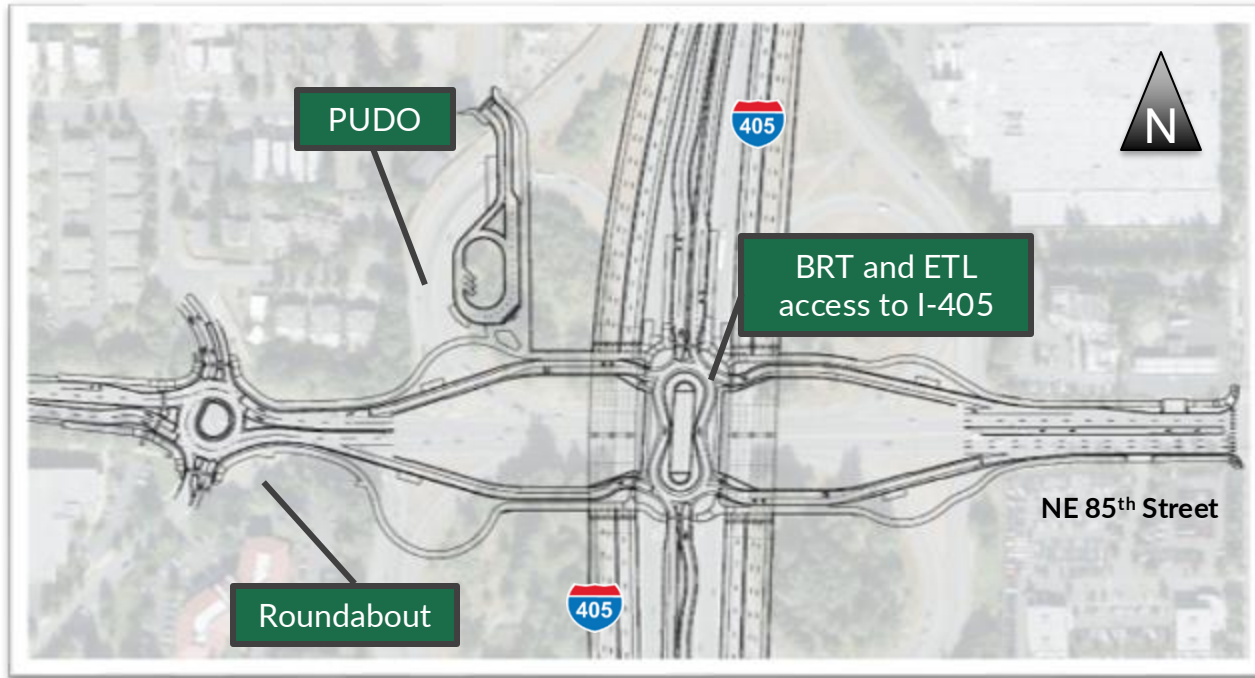 PUDO
405
N
BRT and ETL
access to I-405
NE 85th Street
405
Roundabout